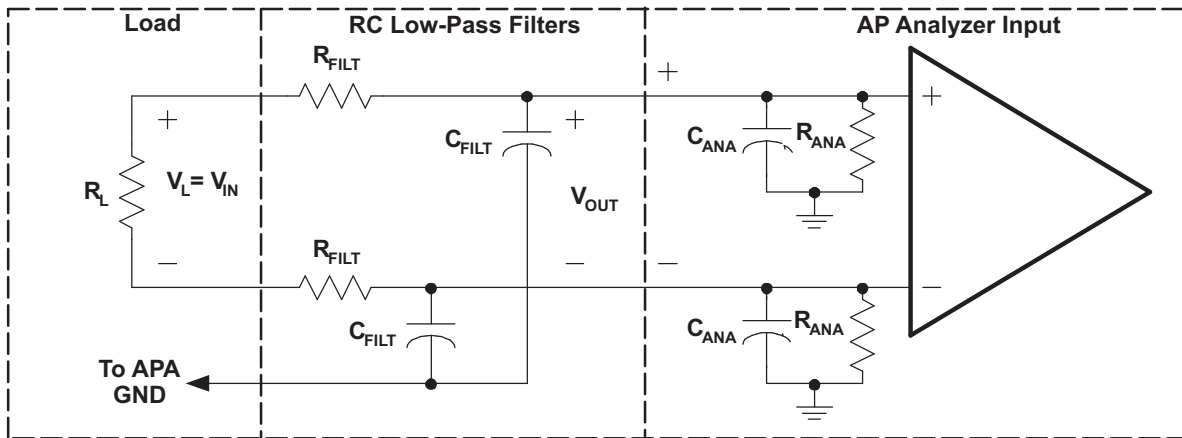 Load
RC Low-Pass Filters
AP Analyzer Input
R_FILT
+
+
+
+
C_FILT
C_ANA
R_ANA
R_L
V_L = V_IN
V_OUT
R_FILT
−
−
−
−
C_FILT
C_ANA
R_ANA
To APA
GND